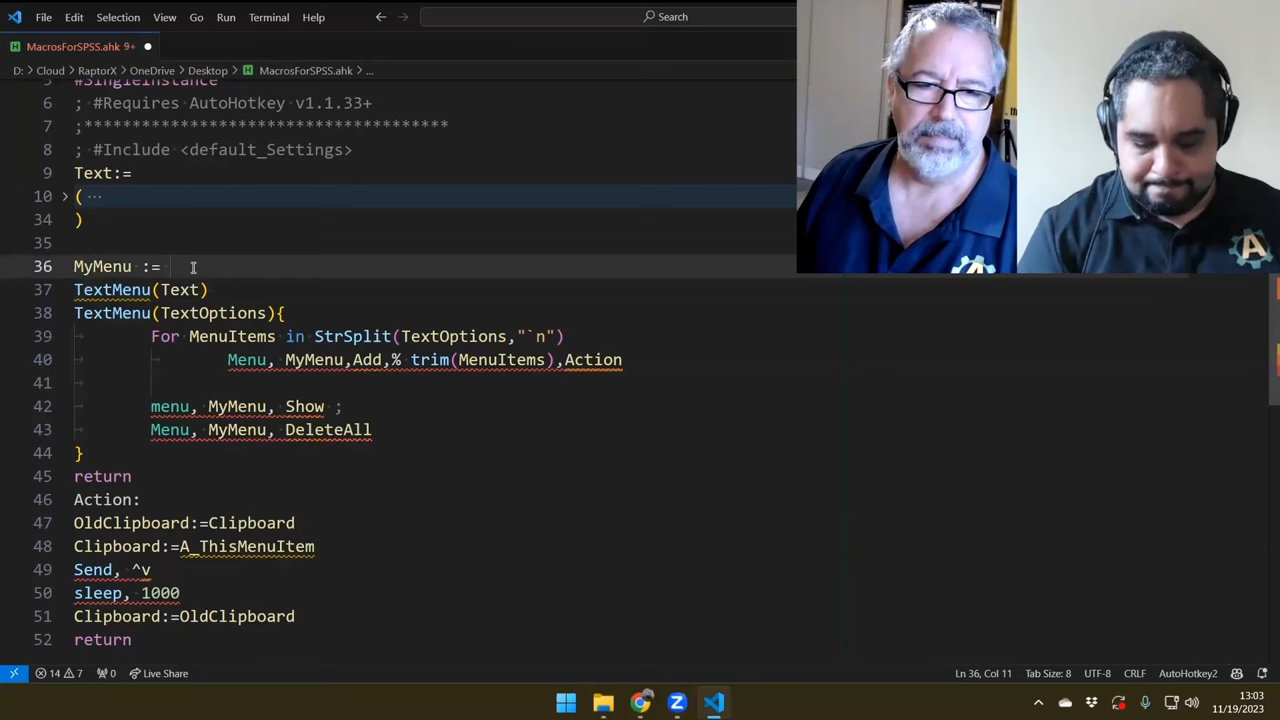 File Edit Selection View Go Run Terminal Help
Search
MacrosForSPSS.ahk 9+
D: > Cloud > RaptorX > OneDrive > Desktop > MacrosForSPSS.ahk > ...
5 #SingleInstance
6 ; #Requires AutoHotkey v1.1.33+
7 ;**************************************
8 ; #Include <default_Settings>
9 Text:=
10 ( ...
34 )
35
36 MyMenu :=
37 TextMenu(Text)
38 TextMenu(TextOptions){
39 For MenuItems in StrSplit(TextOptions,"`n")
40 Menu, MyMenu,Add,% trim(MenuItems),Action
41
42 menu, MyMenu, Show ;
43 Menu, MyMenu, DeleteAll
44 }
45 return
46 Action:
47 OldClipboard:=Clipboard
48 Clipboard:=A_ThisMenuItem
49 Send, ^v
50 sleep, 1000
51 Clipboard:=OldClipboard
52 return
A
14 7 0 Live Share Ln 36, Col 11 Tab Size: 8 UTF-8 CRLF AutoHotkey2
13:03
11/19/2023